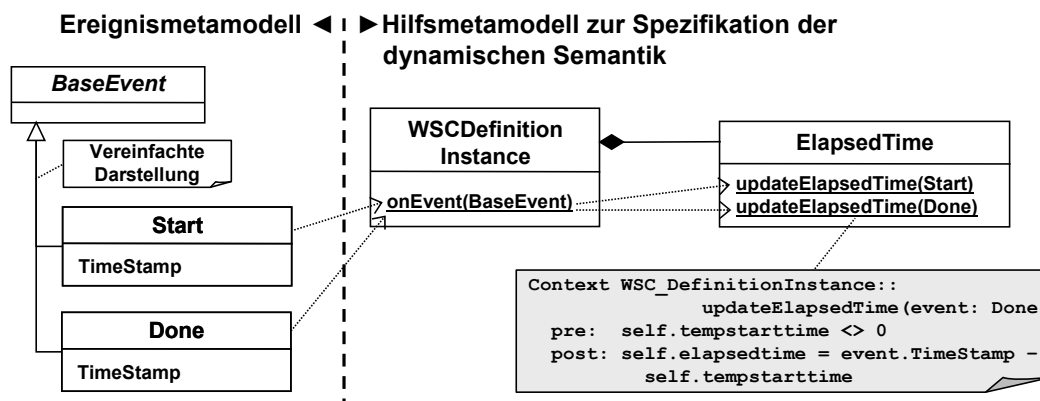 Ereignismetamodell ◄ ►Hilfsmetamodell zur Spezifikation der
dynamischen Semantik
BaseEvent
Vereinfachte
Darstellung
Start
TimeStamp
Done
TimeStamp
WSCDefinition
Instance
onEvent(BaseEvent)
ElapsedTime
updateElapsedTime(Start)
updateElapsedTime(Done)
Context WSC_DefinitionInstance::
updateElapsedTime(event: Done
pre: self.tempstarttime <> 0
post: self.elapsedtime = event.TimeStamp –
self.tempstarttime